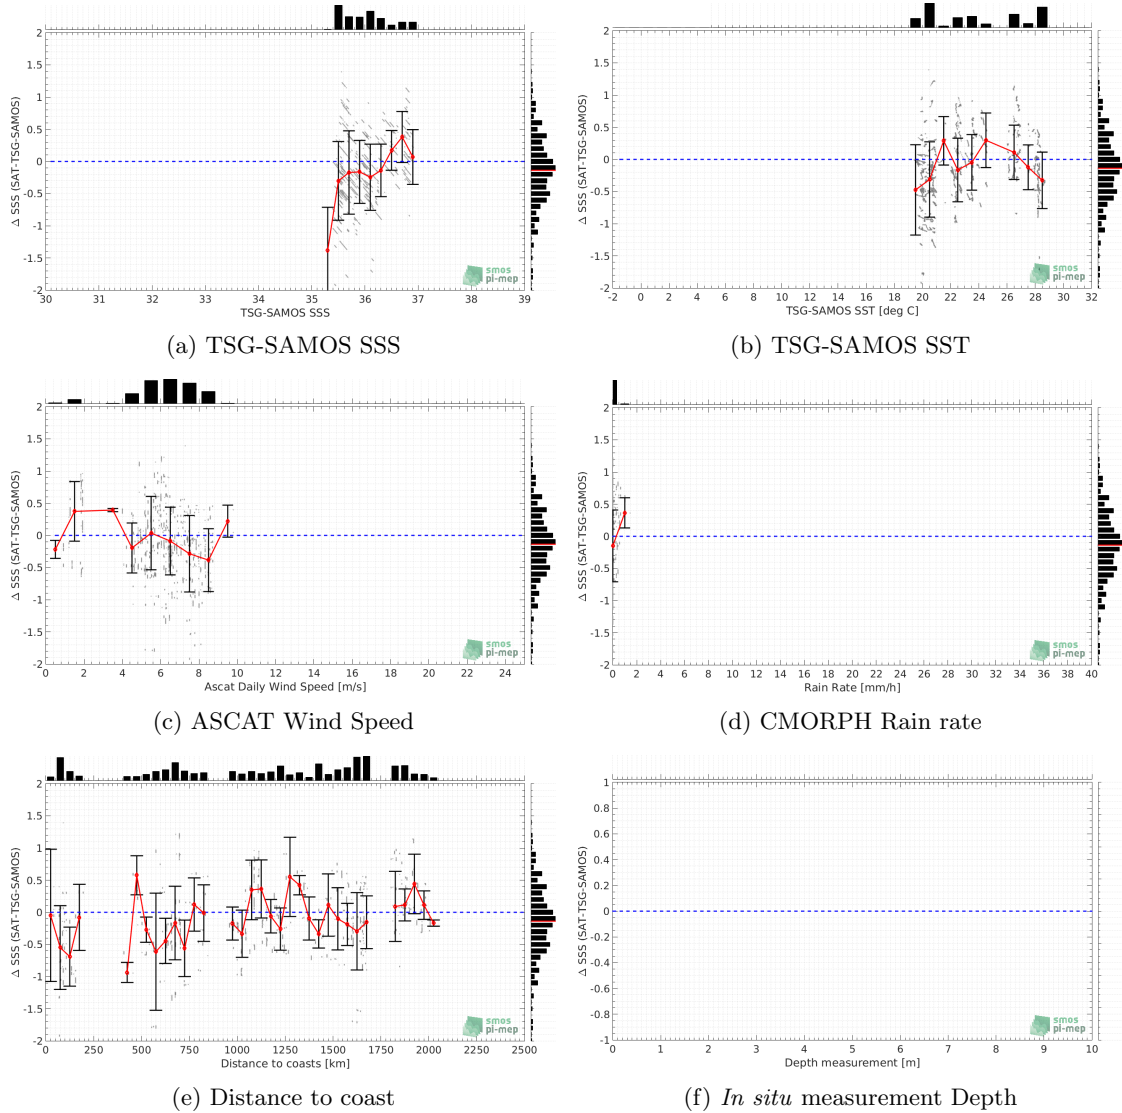 2
1.5
1
0.5
0
-0.5
-1
-1.5
-2
Δ SSS (SAT-TSG-SAMOS)
30 31 32 33 34 35 36 37 38 39
TSG-SAMOS SSS
smos
pi-mep
(a) TSG-SAMOS SSS
2
1.5
1
0.5
0
-0.5
-1
-1.5
-2
Δ SSS (SAT-TSG-SAMOS)
-2 0 2 4 6 8 10 12 14 16 18 20 22 24 26 28 30 32
TSG-SAMOS SST [deg C]
smos
pi-mep
(b) TSG-SAMOS SST
2
1.5
1
0.5
0
-0.5
-1
-1.5
-2
Δ SSS (SAT-TSG-SAMOS)
0 2 4 6 8 10 12 14 16 18 20 22 24
Ascat Daily Wind Speed [m/s]
smos
pi-mep
(c) ASCAT Wind Speed
2
1.5
1
0.5
0
-0.5
-1
-1.5
-2
Δ SSS (SAT-TSG-SAMOS)
0 2 4 6 8 10 12 14 16 18 20 22 24 26 28 30 32 34 36 38 40
Rain Rate [mm/h]
smos
pi-mep
(d) CMORPH Rain rate
2
1.5
1
0.5
0
-0.5
-1
-1.5
-2
Δ SSS (SAT-TSG-SAMOS)
0 250 500 750 1000 1250 1500 1750 2000 2250 2500
Distance to coasts [km]
smos
pi-mep
(e) Distance to coast
1
0.8
0.6
0.4
0.2
0
-0.2
-0.4
-0.6
-0.8
-1
Δ SSS (SAT-TSG-SAMOS)
0 1 2 3 4 5 6 7 8 9 10
Depth measurement [m]
smos
pi-mep
(f) In situ measurement Depth